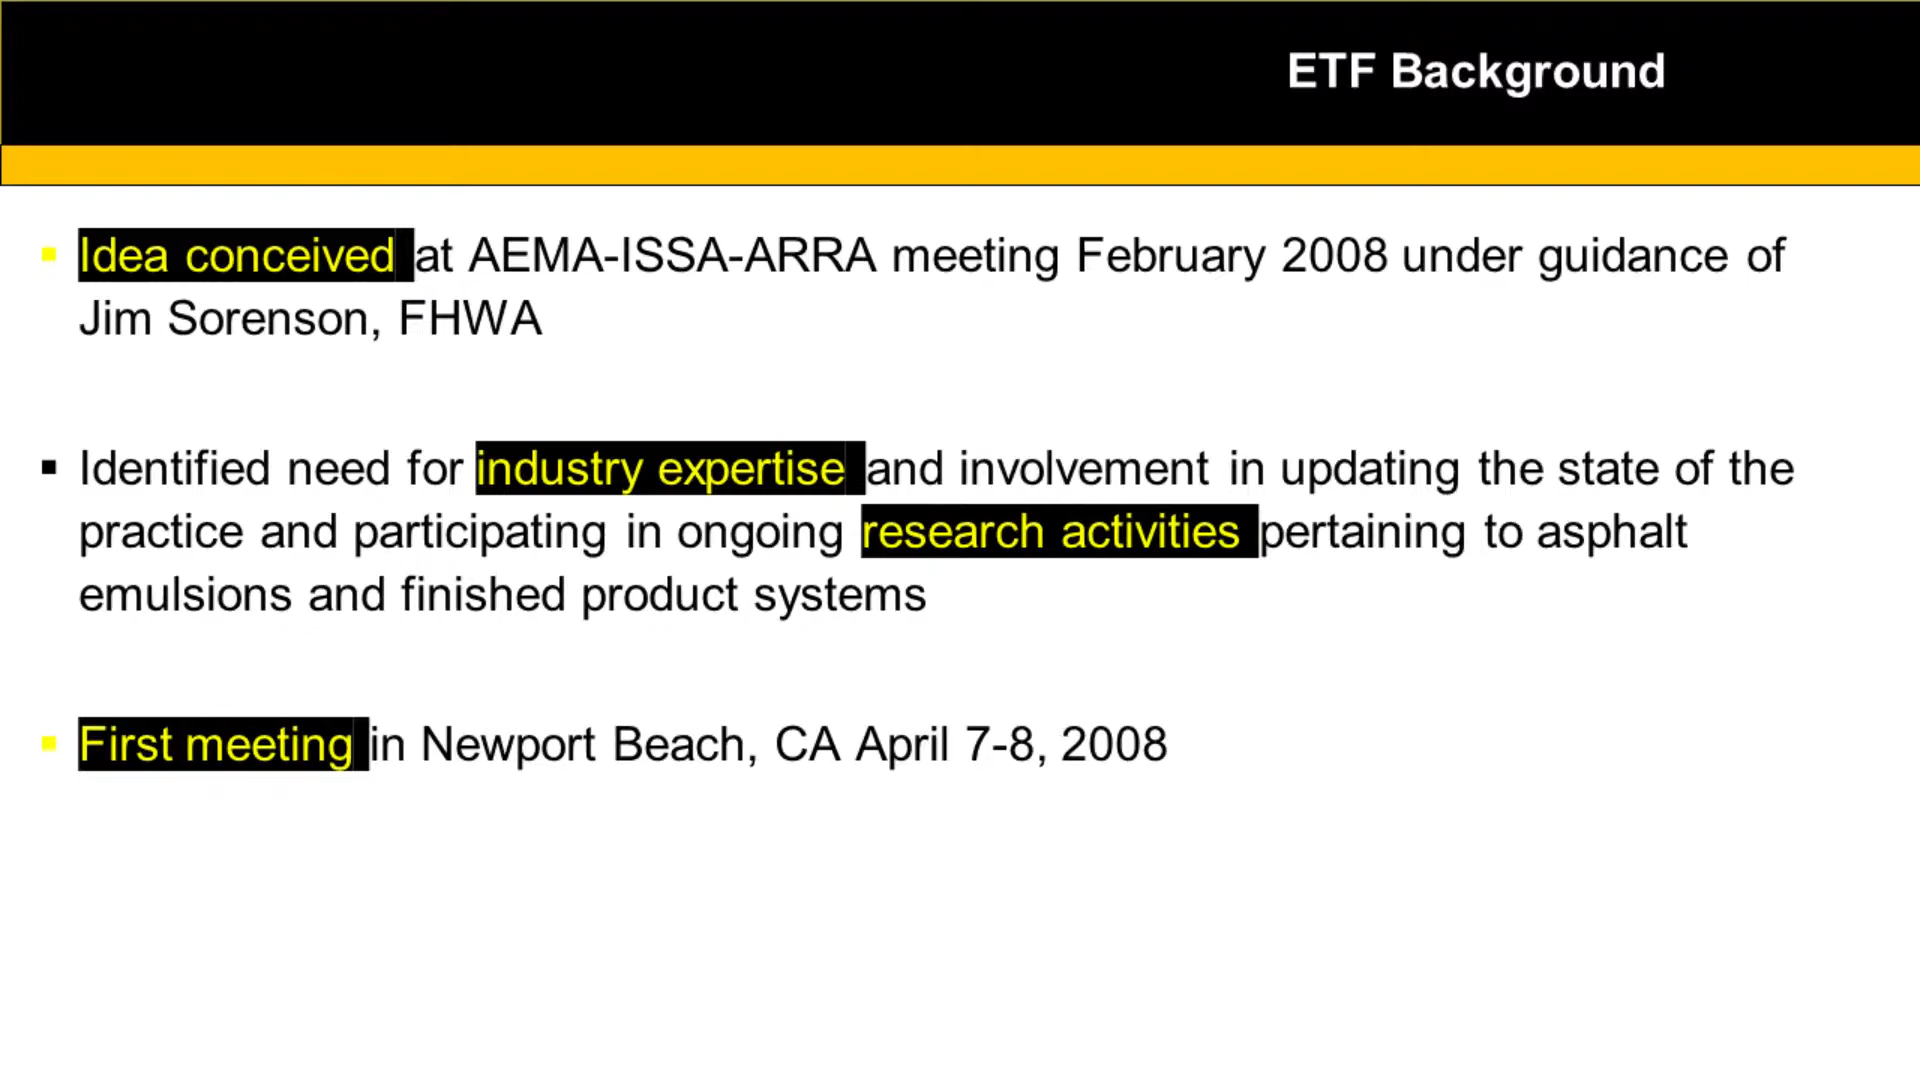 ETF Background
▪ Idea conceived at AEMA-ISSA-ARRA meeting February 2008 under guidance of
Jim Sorenson, FHWA
▪ Identified need for industry expertise and involvement in updating the state of the
practice and participating in ongoing research activities pertaining to asphalt
emulsions and finished product systems
▪ First meeting in Newport Beach, CA April 7-8, 2008